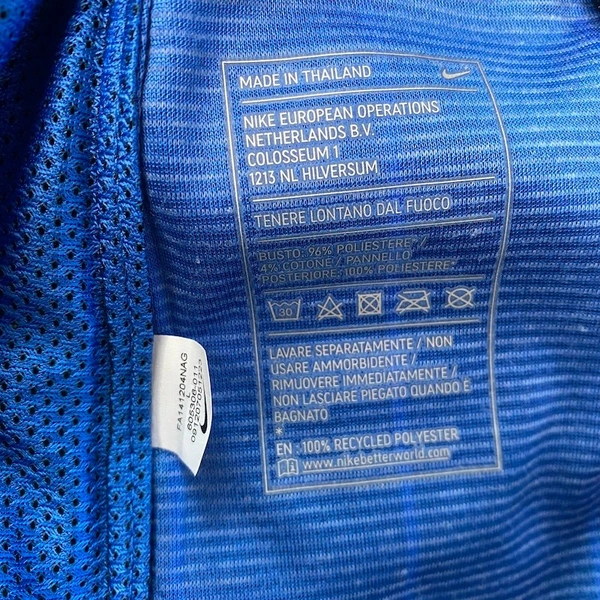 MADE IN THAILAND
NIKE EUROPEAN OPERATIONS
NETHERLANDS B.V.
COLOSSEUM 1
1213 NL HILVERSUM
TENERE LONTANO DAL FUOCO
BUSTO: 96% POLIESTERE* /
4% COTONE / PANNELLO
POSTERIORE: 100% POLIESTERE*
30
LAVARE SEPARATAMENTE / NON
USARE AMMORBIDENTE /
RIMUOVERE IMMEDIATAMENTE /
NON LASCIARE PIEGATO QUANDO È
BAGNATO
*
EN : 100% RECYCLED POLYESTER
www.nikebetterworld.com
FA141204NAG